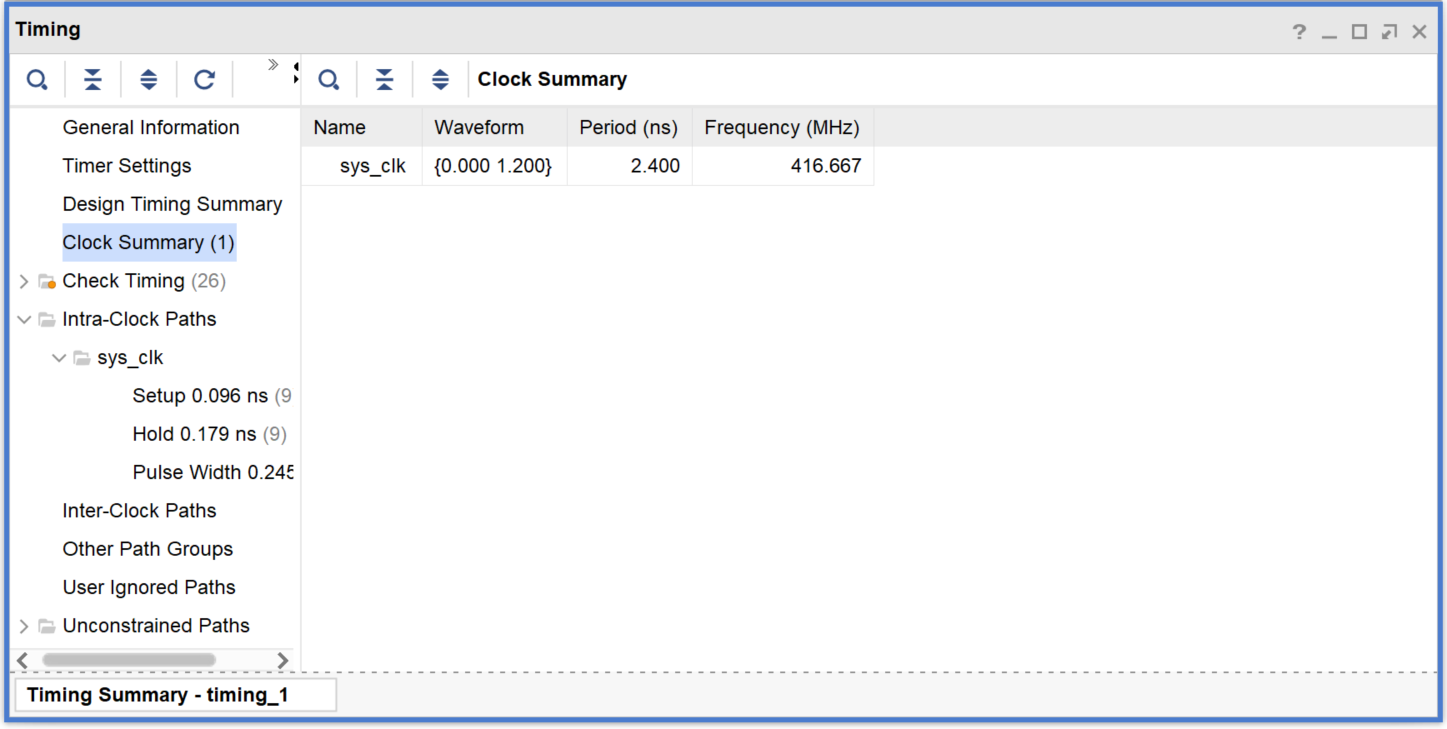 Timing
Clock Summary
General Information
Timer Settings
Design Timing Summary
Clock Summary (1)
Check Timing (26)
Intra-Clock Paths
sys_clk
Setup 0.096 ns (9
Hold 0.179 ns (9)
Pulse Width 0.245
Inter-Clock Paths
Other Path Groups
User Ignored Paths
Unconstrained Paths
Name Waveform Period (ns) Frequency (MHz)
sys_clk {0.000 1.200} 2.400 416.667
Timing Summary - timing_1